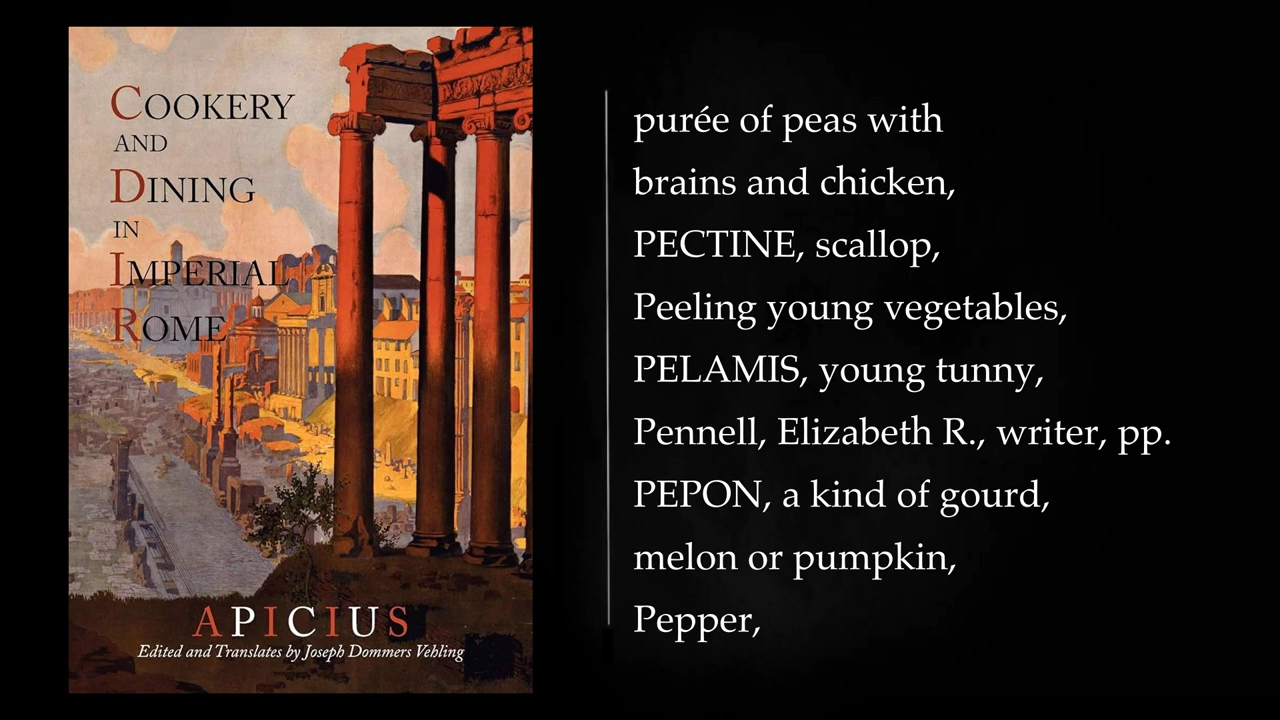 COOKERY
AND
DINING
IN
IMPERIAL
ROME
APICIUS
Edited and Translates by Joseph Dommers Vehling
purée of peas with
brains and chicken,
PECTINE, scallop,
Peeling young vegetables,
PELAMIS, young tunny,
Pennell, Elizabeth R., writer, pp.
PEPON, a kind of gourd,
melon or pumpkin,
Pepper,